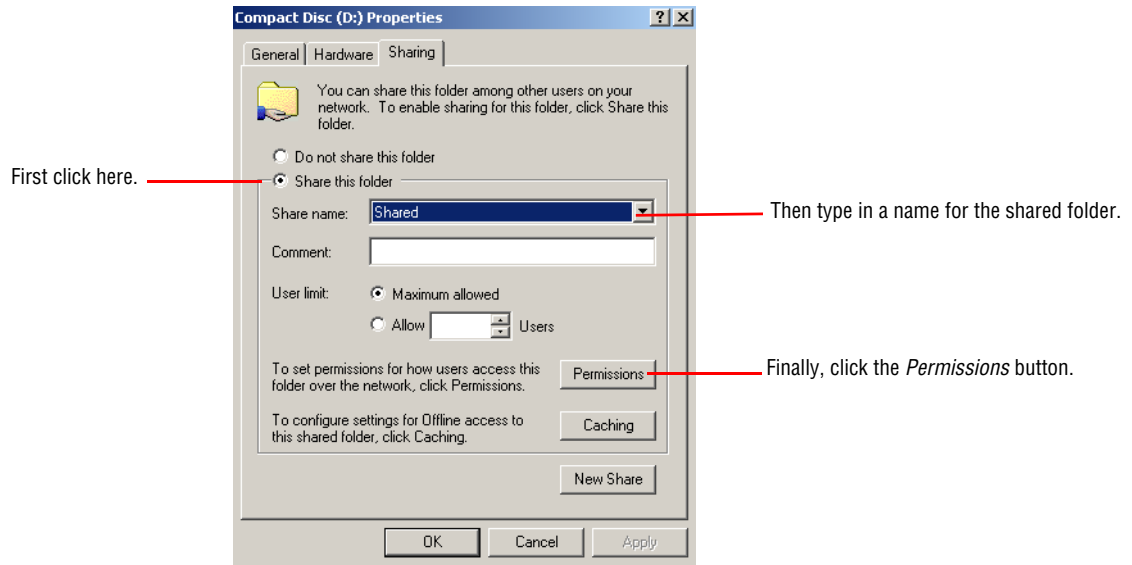 Compact Disc (D:) Properties
General Hardware Sharing
You can share this folder among other users on your
network. To enable sharing for this folder, click Share this
folder.
Do not share this folder
First click here.
Share this folder
Share name: Shared
Then type in a name for the shared folder.
Comment:
User limit: Maximum allowed
Allow Users
To set permissions for how users access this
folder over the network, click Permissions.
Permissions
Finally, click the Permissions button.
To configure settings for Offline access to
this shared folder, click Caching.
Caching
New Share
OK Cancel Apply